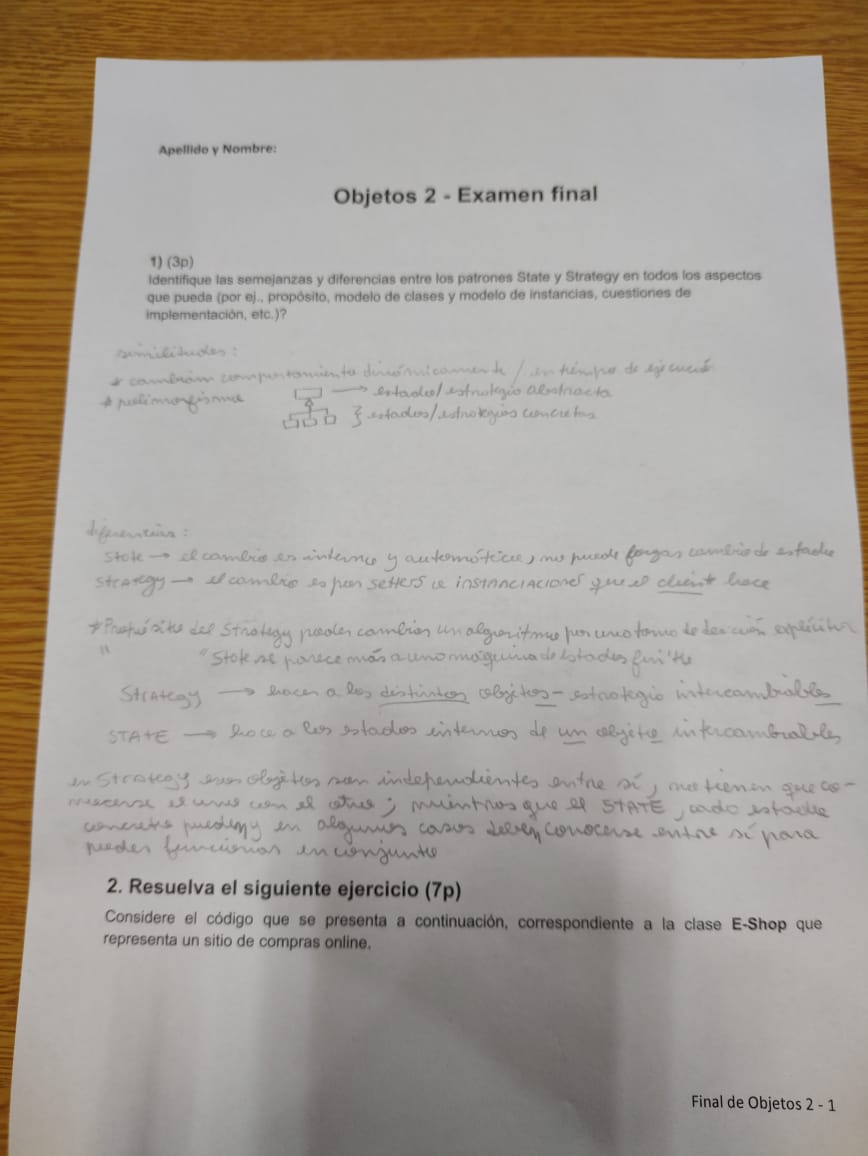 Apellido y Nombre:
Objetos 2 - Examen final
1) (3p)
Identifique las semejanzas y diferencias entre los patrones State y Strategy en todos los aspectos
que pueda (por ej., propósito, modelo de clases y modelo de instancias, cuestiones de
implementación, etc.)?
similitudes:
* cambiam comportamiento dinámicamente / en tiempo de ejecución
* polimorfismo
→ estado/estrategia abstracta
} estados/estrategias concretas
diferencias:
State → el cambio es interno y automático, no puede forzar cambio de estado
Strategy → el cambio es por setters o instanciaciones que el cliente hace
* Propósito del Strategy poder cambiar un algoritmo por una toma de decisión explícita
" " State se parece más a una máquina de estados finito
Strategy → hacer a los distintos objetos - estrategia intercambiables
STATE → hace a los estados internos de un objeto intercambiables
en Strategy esos objetos son independientes entre sí, no tienen que co-
nocerse el uno con el otro; mientras que el STATE, cada estado
concreto pueden y en algunos casos deben conocerse entre sí para
poder funcionar en conjunto
2. Resuelva el siguiente ejercicio (7p)
Considere el código que se presenta a continuación, correspondiente a la clase E-Shop que
representa un sitio de compras online.
Final de Objetos 2 - 1